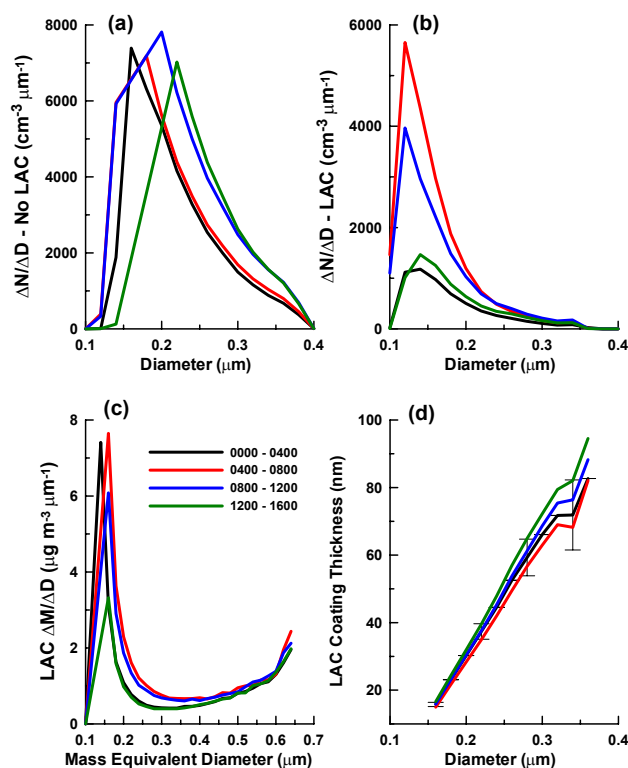 (a)
ΔN/ΔD - No LAC (cm-3 μm-1)
8000
6000
4000
2000
0
0.1 0.2 0.3 0.4
Diameter (μm)
(b)
ΔN/ΔD - LAC (cm-3 μm-1)
6000
4000
2000
0
0.1 0.2 0.3 0.4
Diameter (μm)
(c)
LAC ΔM/ΔD (μg m-3 μm-1)
8
6
4
2
0
0000 - 0400
0400 - 0800
0800 - 1200
1200 - 1600
0.1 0.2 0.3 0.4 0.5 0.6 0.7
Mass Equivalent Diameter (μm)
(d)
LAC Coating Thickness (nm)
100
80
60
40
20
0.1 0.2 0.3 0.4
Diameter (μm)